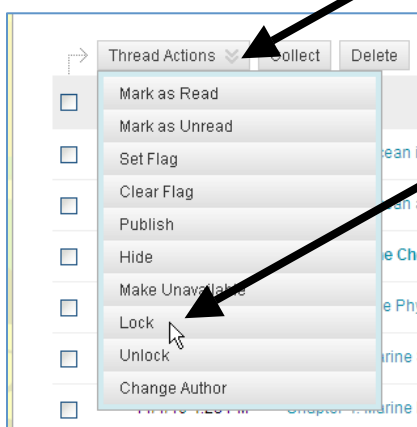 Thread Actions Collect Delete
Mark as Read
Mark as Unread
Set Flag
Clear Flag
Publish
Hide
Make Unavailable
Lock
Unlock
Change Author